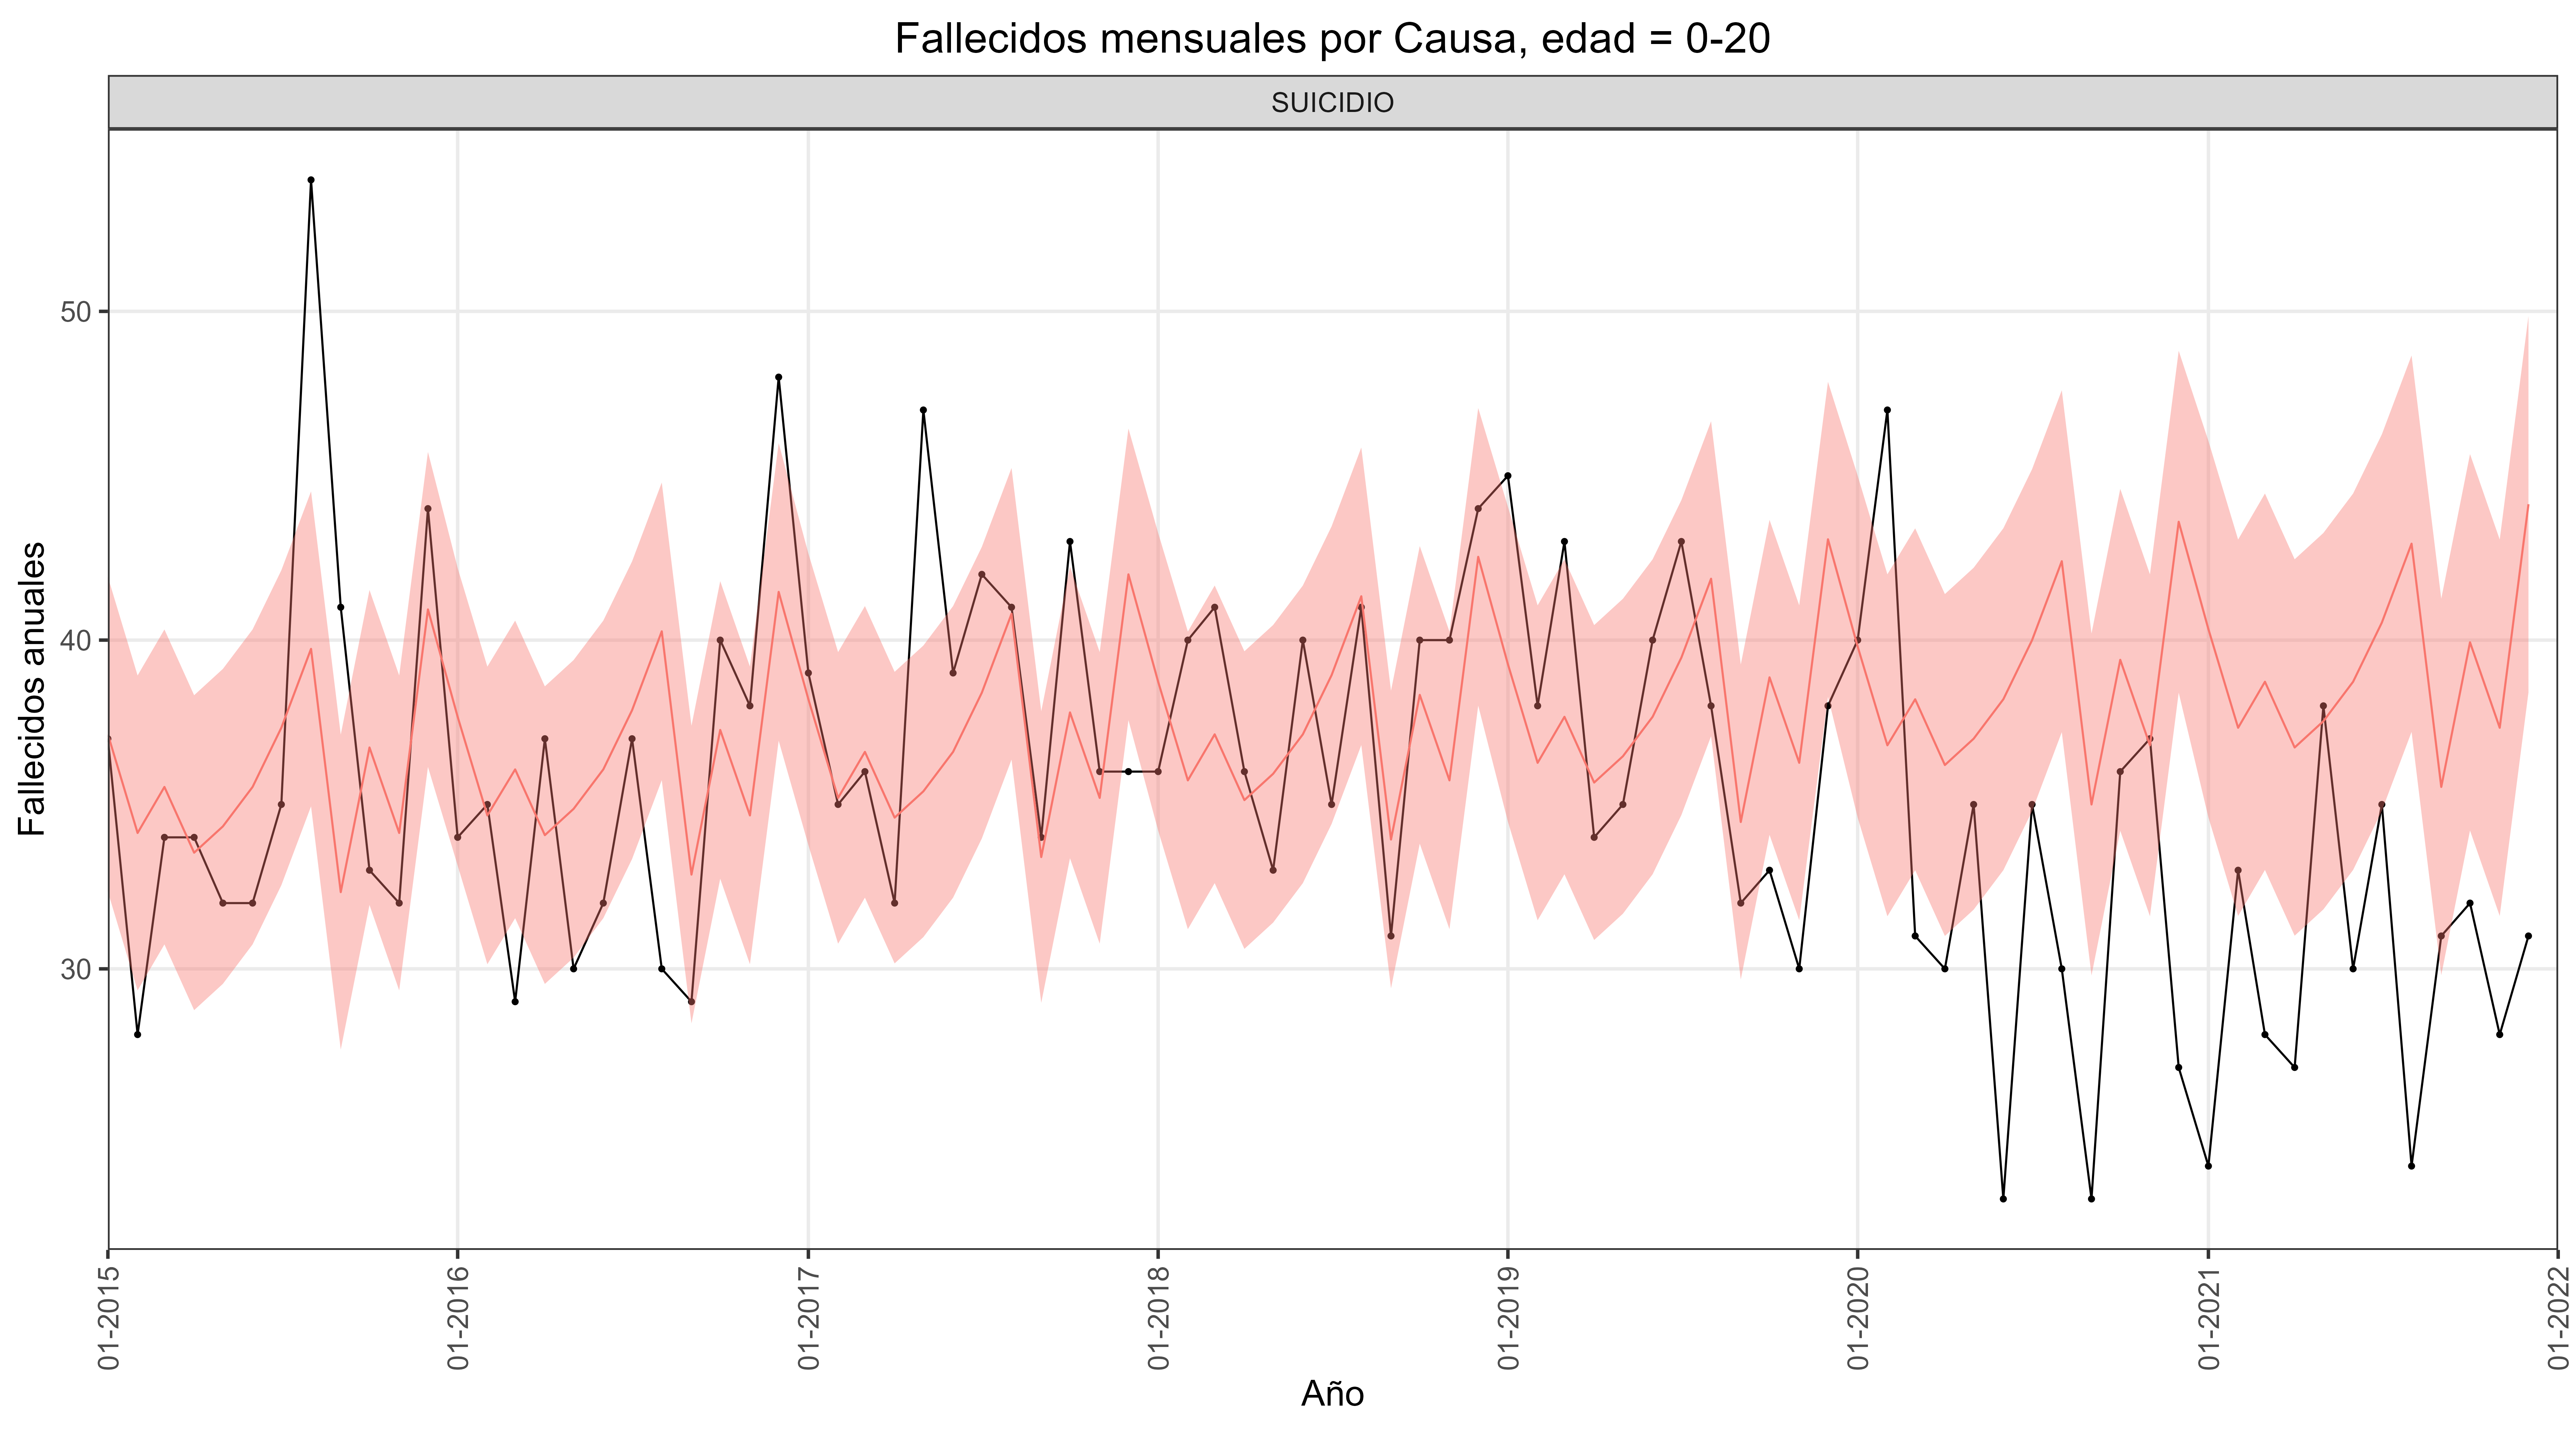 Fallecidos mensuales por Causa, edad = 0-20
SUICIDIO
Fallecidos anuales
50
40
30
01-2015
01-2016
01-2017
01-2018
01-2019
01-2020
01-2021
01-2022
Año